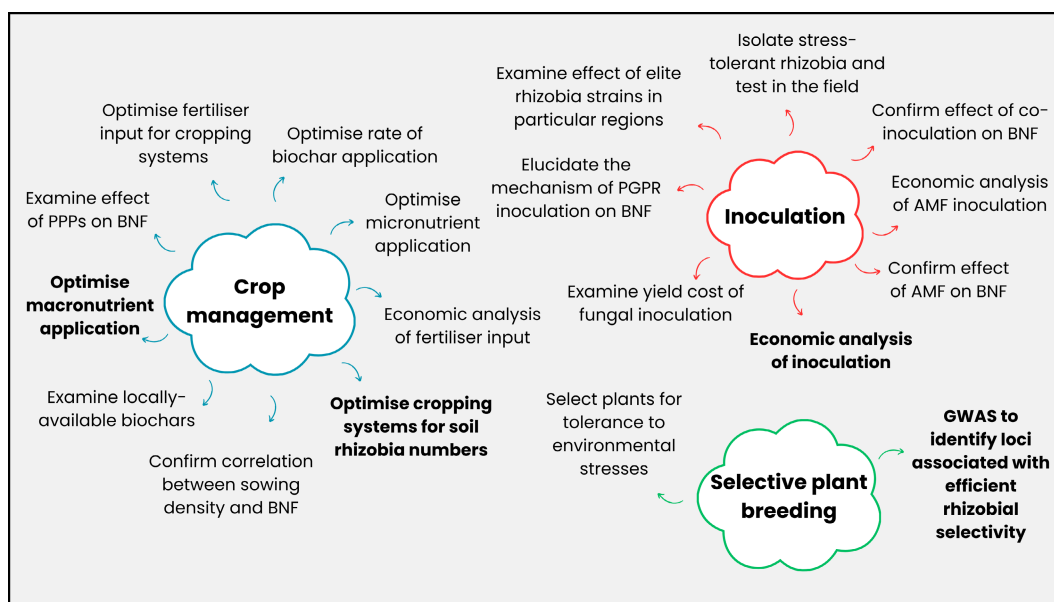 Optimise fertiliser
input for cropping
systems
Optimise rate of
biochar application
Examine effect
of PPPs on BNF
Optimise
micronutrient
application
Optimise
macronutrient
application
Crop
management
Economic analysis
of fertiliser input
Examine locally-
available biochars
Optimise cropping
systems for soil
rhizobia numbers
Confirm correlation
between sowing
density and BNF
Isolate stress-
tolerant rhizobia and
test in the field
Examine effect of elite
rhizobia strains in
particular regions
Confirm effect of co-
inoculation on BNF
Elucidate the
mechanism of PGPR
inoculation on BNF
Inoculation
Economic analysis
of AMF inoculation
Confirm effect
of AMF on BNF
Examine yield cost of
fungal inoculation
Economic analysis
of inoculation
Select plants for
tolerance to
environmental
stresses
Selective plant
breeding
GWAS to
identify loci
associated with
efficient
rhizobial
selectivity